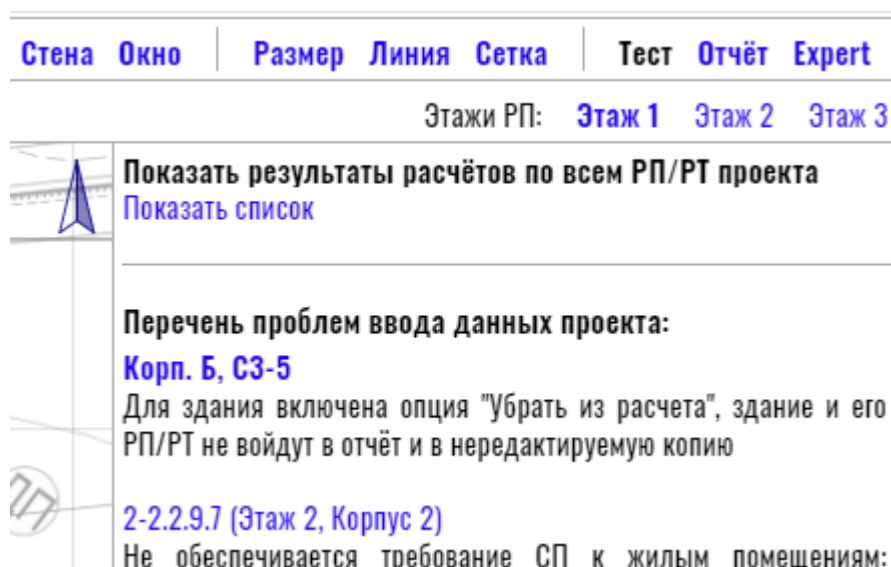 Стена Окно Размер Линия Сетка Тест Отчёт Expert
Этажи РП: Этаж 1 Этаж 2 Этаж 3
Показать результаты расчётов по всем РП/РТ проекта
Показать список
Перечень проблем ввода данных проекта:
Корп. Б, СЗ-5
Для здания включена опция "Убрать из расчета", здание и его
РП/РТ не войдут в отчёт и в нередактируемую копию
2-2.2.9.7 (Этаж 2, Корпус 2)
Не обеспечивается требование СП к жилым помещениям: